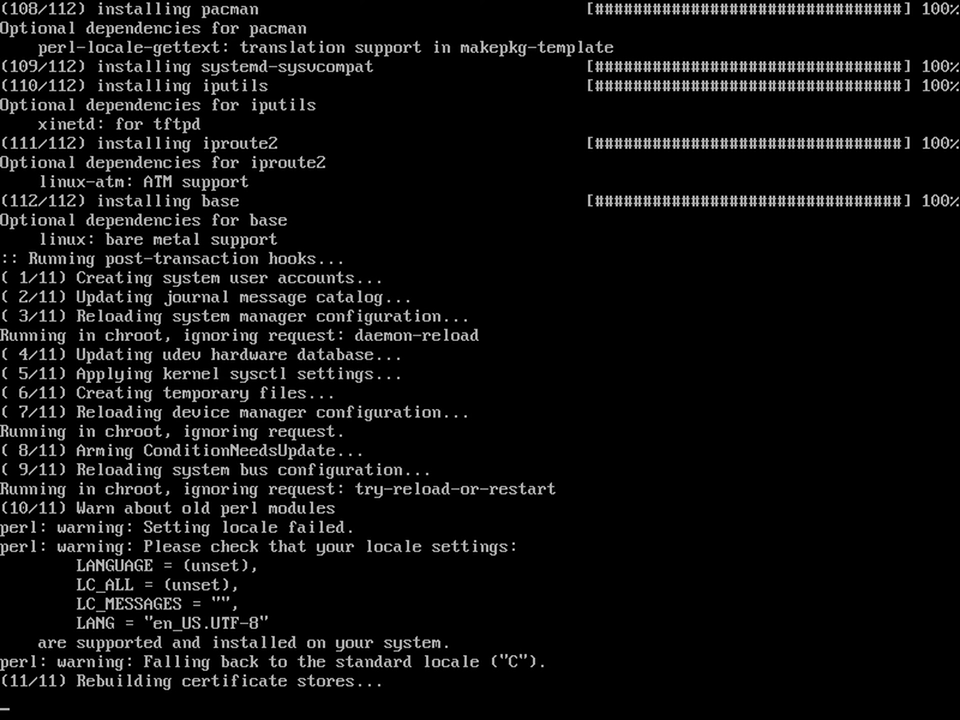 (108/112) installing pacman [################################] 100%
Optional dependencies for pacman
    perl-locale-gettext: translation support in makepkg-template
(109/112) installing systemd-sysvcompat [################################] 100%
(110/112) installing iputils [################################] 100%
Optional dependencies for iputils
    xinetd: for tftpd
(111/112) installing iproute2 [################################] 100%
Optional dependencies for iproute2
    linux-atm: ATM support
(112/112) installing base [################################] 100%
Optional dependencies for base
    linux: bare metal support
:: Running post-transaction hooks...
( 1/11) Creating system user accounts...
( 2/11) Updating journal message catalog...
( 3/11) Reloading system manager configuration...
Running in chroot, ignoring request: daemon-reload
( 4/11) Updating udev hardware database...
( 5/11) Applying kernel sysctl settings...
( 6/11) Creating temporary files...
( 7/11) Reloading device manager configuration...
Running in chroot, ignoring request.
( 8/11) Arming ConditionNeedsUpdate...
( 9/11) Reloading system bus configuration...
Running in chroot, ignoring request: try-reload-or-restart
(10/11) Warn about old perl modules
perl: warning: Setting locale failed.
perl: warning: Please check that your locale settings:
        LANGUAGE = (unset),
        LC_ALL = (unset),
        LC_MESSAGES = "",
        LANG = "en_US.UTF-8"
    are supported and installed on your system.
perl: warning: Falling back to the standard locale ("C").
(11/11) Rebuilding certificate stores...
_